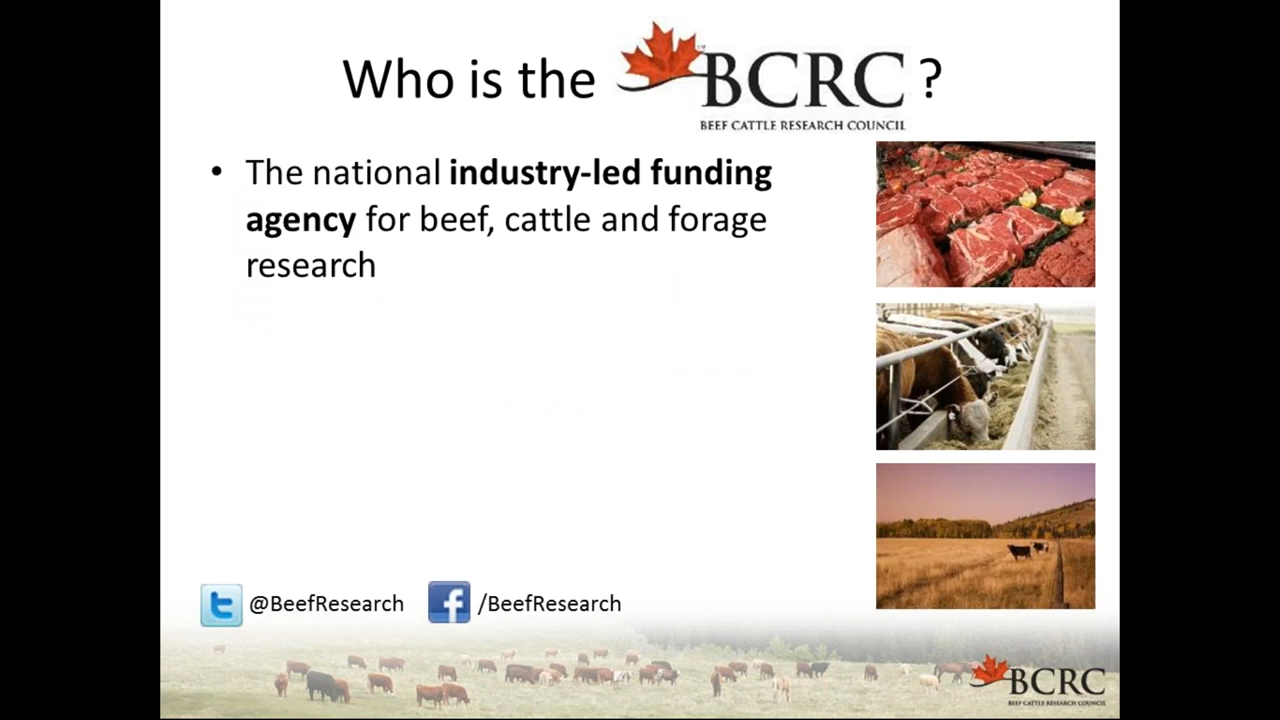 Who is the BCRC ?
BEEF CATTLE RESEARCH COUNCIL
• The national industry-led funding
agency for beef, cattle and forage
research
@BeefResearch /BeefResearch
BCRC
BEEF CATTLE RESEARCH COUNCIL